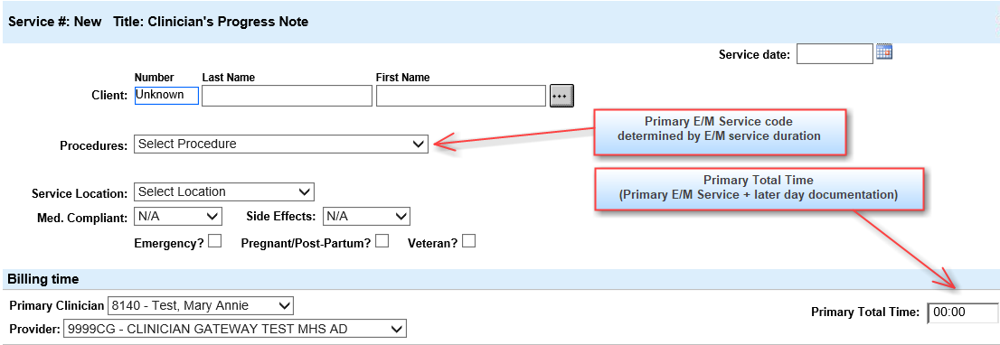 Service #: New Title: Clinician's Progress Note
Service date:
Number Last Name First Name
Client: Unknown ...
Primary E/M Service code
determined by E/M service duration
Procedures: Select Procedure
Primary Total Time
(Primary E/M Service + later day documentation)
Service Location: Select Location
Med. Compliant: N/A Side Effects: N/A
Emergency? Pregnant/Post-Partum? Veteran?
Billing time
Primary Clinician 8140 - Test, Mary Annie
Primary Total Time: 00:00
Provider: 9999CG - CLINICIAN GATEWAY TEST MHS AD